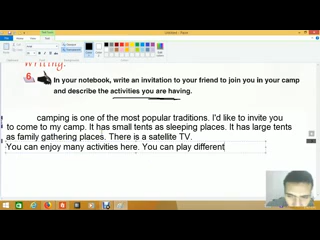 writing.
6. In your notebook, write an invitation to your friend to join you in your camp
and describe the activities you are having.
camping is one of the most popular traditions. I'd like to invite you
to come to my camp. It has small tents as sleeping places. It has large tents
as family gathering places. There is a satellite TV.
You can enjoy many activities here. You can play different